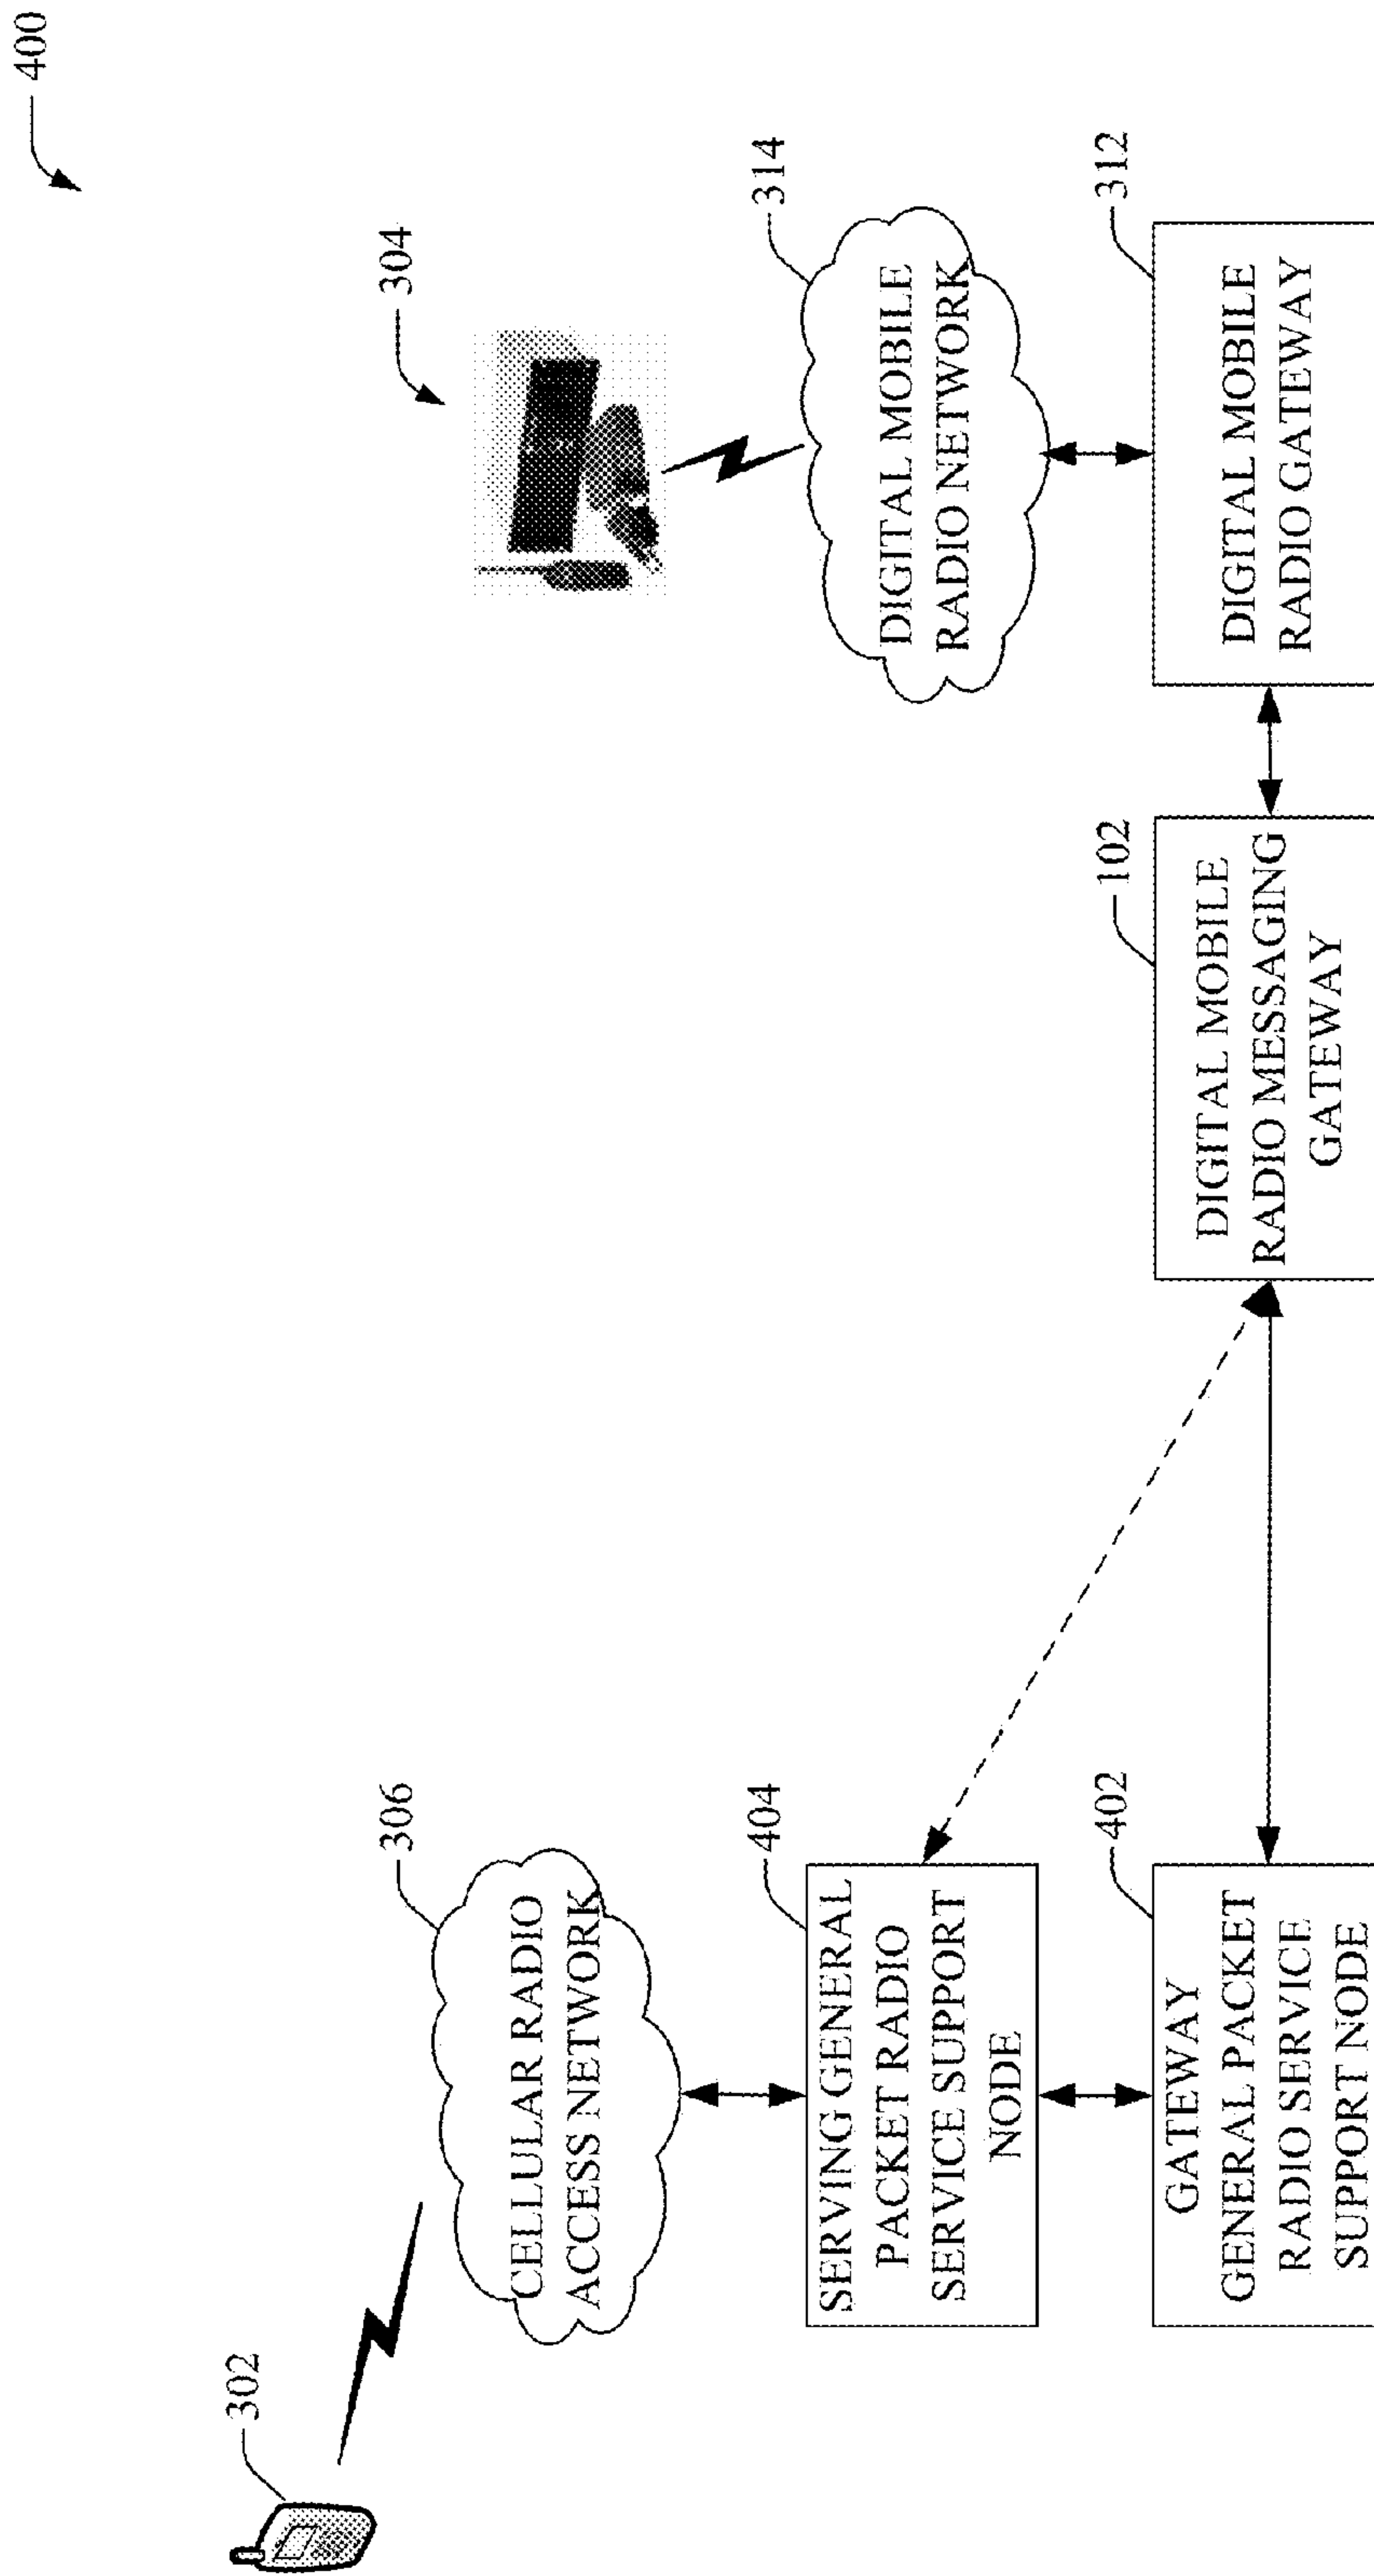 400
302
306
CELLULAR RADIO
ACCESS NETWORK
404
SERVING GENERAL
PACKET RADIO
SERVICE SUPPORT
NODE
402
GATEWAY
GENERAL PACKET
RADIO SERVICE
SUPPORT NODE
102
DIGITAL MOBILE
RADIO MESSAGING
GATEWAY
304
314
DIGITAL MOBILE
RADIO NETWORK
312
DIGITAL MOBILE
RADIO GATEWAY